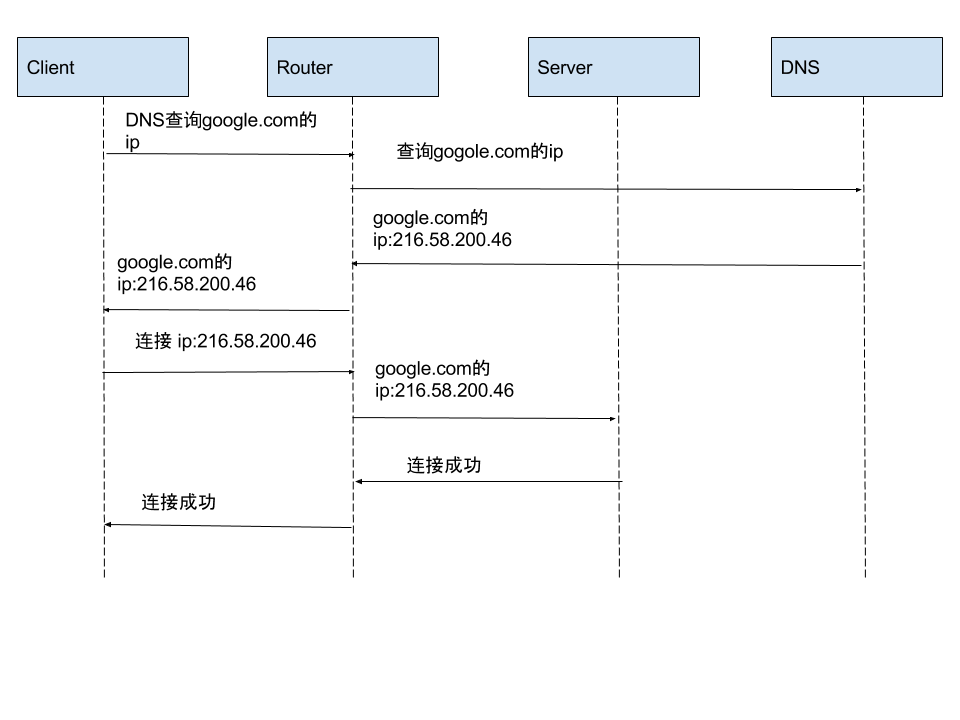 Client
Router
Server
DNS
DNS查询google.com的
ip
查询gogole.com的ip
google.com的
ip:216.58.200.46
google.com的
ip:216.58.200.46
连接 ip:216.58.200.46
google.com的
ip:216.58.200.46
连接成功
连接成功